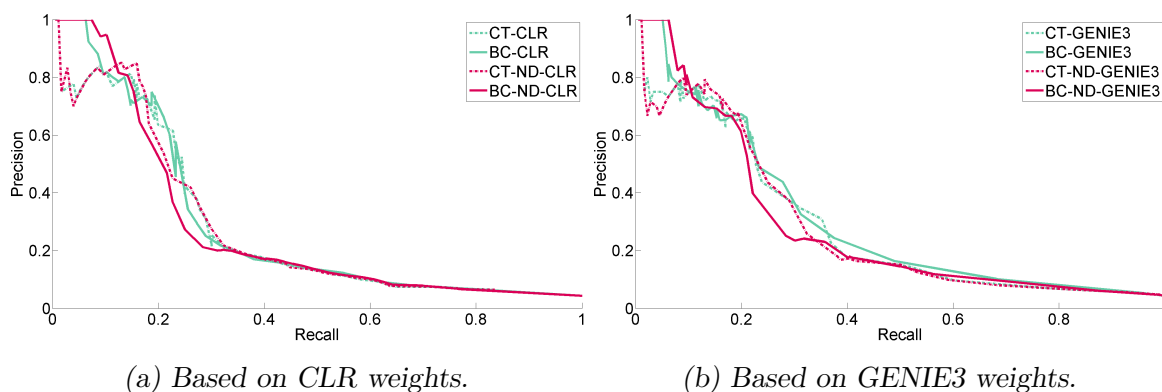 1
0.8
0.6
0.4
0.2
0
Precision
0
0.2
0.4
0.6
0.8
1
Recall
CT-CLR
BC-CLR
CT-ND-CLR
BC-ND-CLR
(a) Based on CLR weights.
1
0.8
0.6
0.4
0.2
0
Precision
0
0.2
0.4
0.6
0.8
Recall
CT-GENIE3
BC-GENIE3
CT-ND-GENIE3
BC-ND-GENIE3
(b) Based on GENIE3 weights.